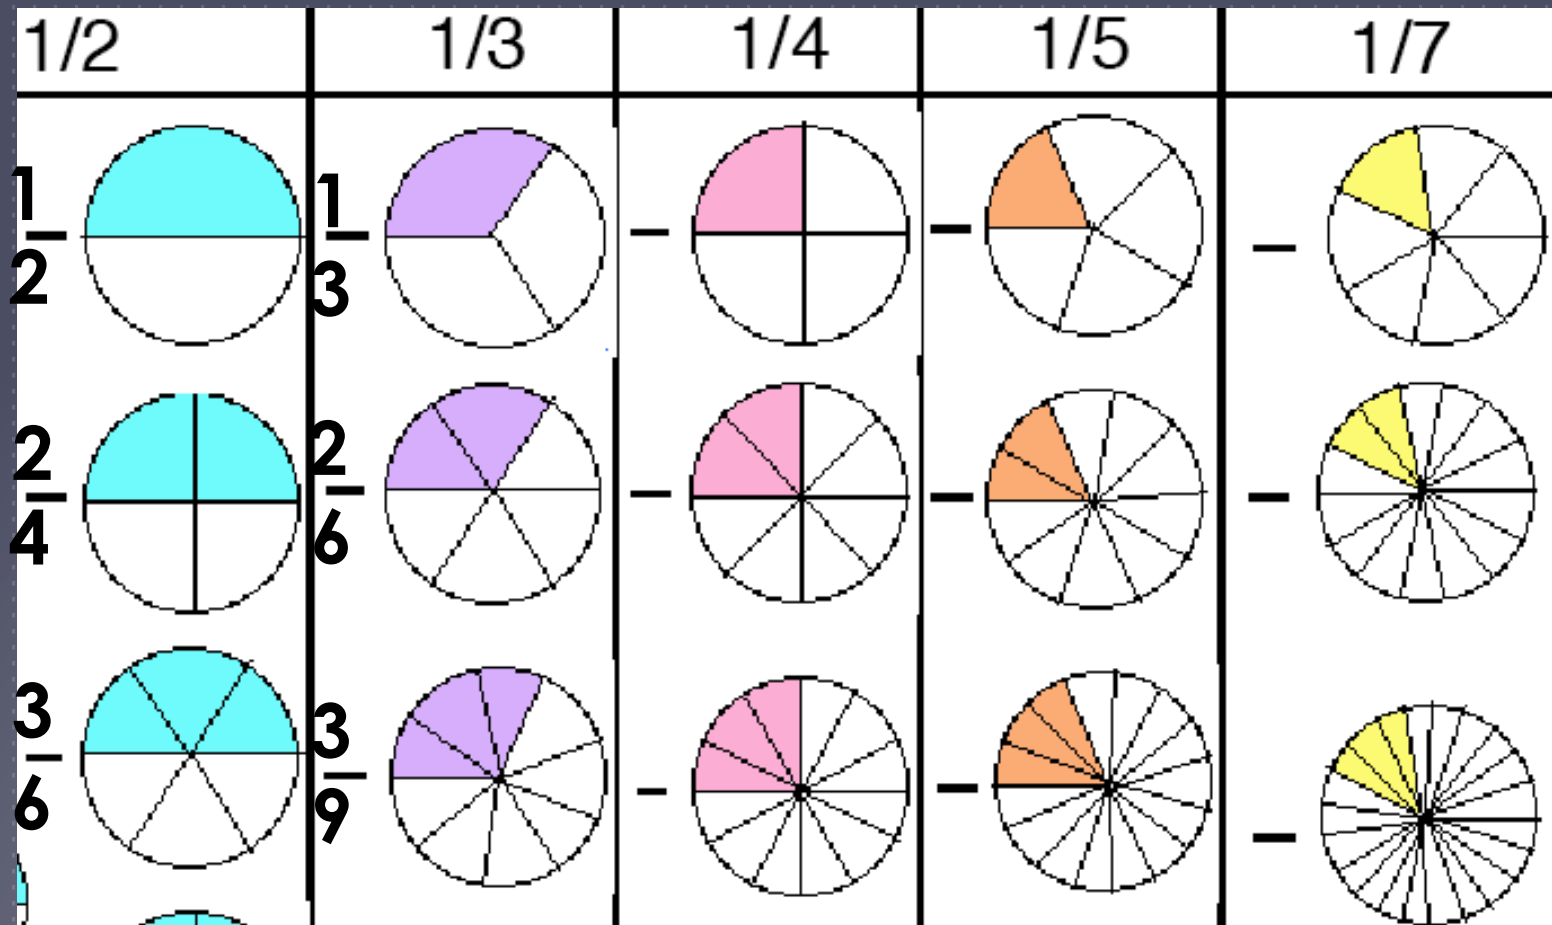 1/2 1/3 1/4 1/5 1/7
1 1
– – – – –
2 3
2 2
– – – – –
4 6
3 3
– – – – –
6 9